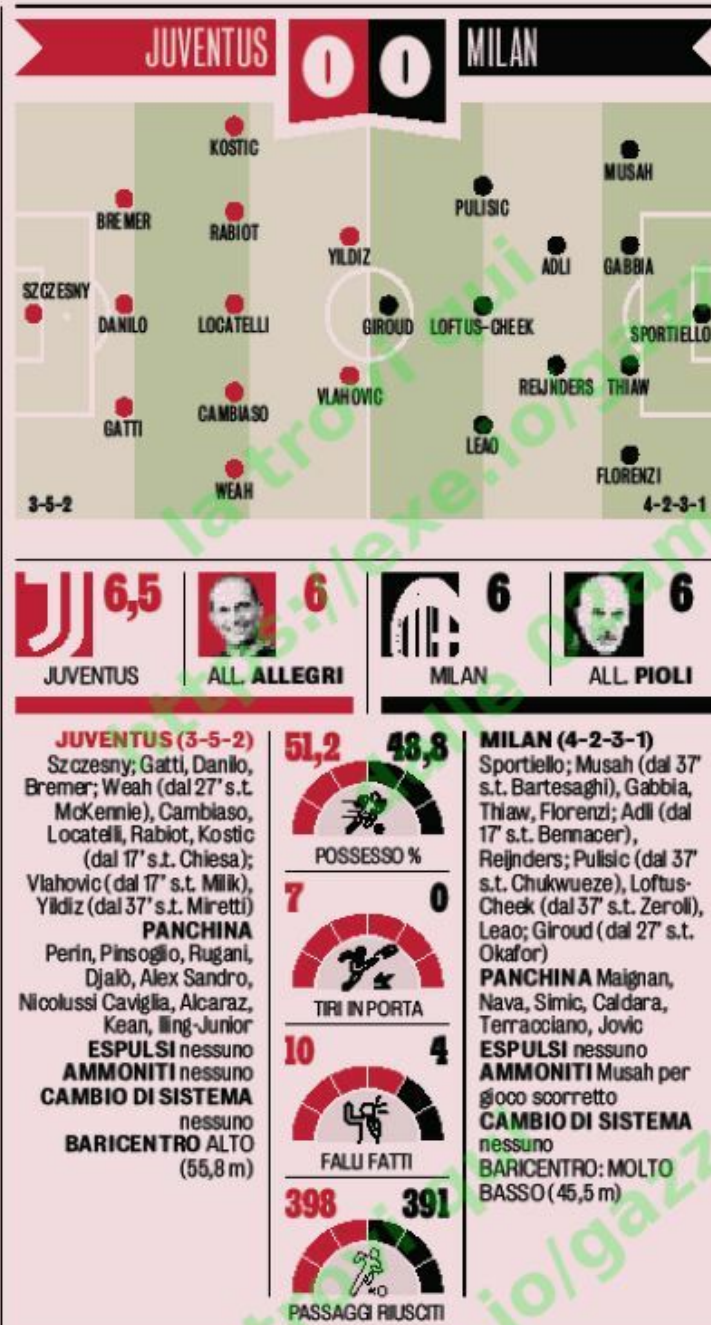 JUVENTUS
0
0
MILAN
KOSTIC
BREMER
RABIOT
YILDIZ
SZCZESNY
DANILO
LOCATELLI
GATTI
CAMBIASO
VLAHOVIC
WEAH
3-5-2
MUSAH
PULISIC
ADLI
GABBIA
GIROUD
LOFTUS-CHEEK
SPORTIELLO
REIJNDERS
THIAW
LEAO
FLORENZI
4-2-3-1
6,5
JUVENTUS
6
ALL. ALLEGRI
6
MILAN
6
ALL. PIOLI
JUVENTUS (3-5-2)
Szczesny; Gatti, Danilo,
Bremer; Weah (dal 27' s.t.
McKennie), Cambiaso,
Locatelli, Rabiot, Kostic
(dal 17' s.t. Chiesa);
Vlahovic (dal 17' s.t. Milik),
Yildiz (dal 37' s.t. Miretti)
PANCHINA
Perin, Pinsoglio, Rugani,
Djalò, Alex Sandro,
Nicolussi Caviglia, Alcaraz,
Kean, Iling-Junior
ESPULSI nessuno
AMMONITI nessuno
CAMBIO DI SISTEMA
nessuno
BARICENTRO ALTO
(55,8 m)
51,2 48,8
POSSESSO %
7 0
TIRI IN PORTA
10 4
FALLI FATTI
398 391
PASSAGGI RIUSCITI
MILAN (4-2-3-1)
Sportiello; Musah (dal 37'
s.t. Bartesaghi), Gabbia,
Thiaw, Florenzi; Adli (dal
17' s.t. Bennacer),
Reijnders; Pulisic (dal 37'
s.t. Chukwueze), Loftus-
Cheek (dal 37' s.t. Zeroli),
Leao; Giroud (dal 27' s.t.
Okafor)
PANCHINA Maignan,
Nava, Simic, Caldara,
Terracciano, Jovic
ESPULSI nessuno
AMMONITI Musah per
gioco scorretto
CAMBIO DI SISTEMA
nessuno
BARICENTRO: MOLTO
BASSO (45,5 m)
la trovi qui
https://exe.io/gazz